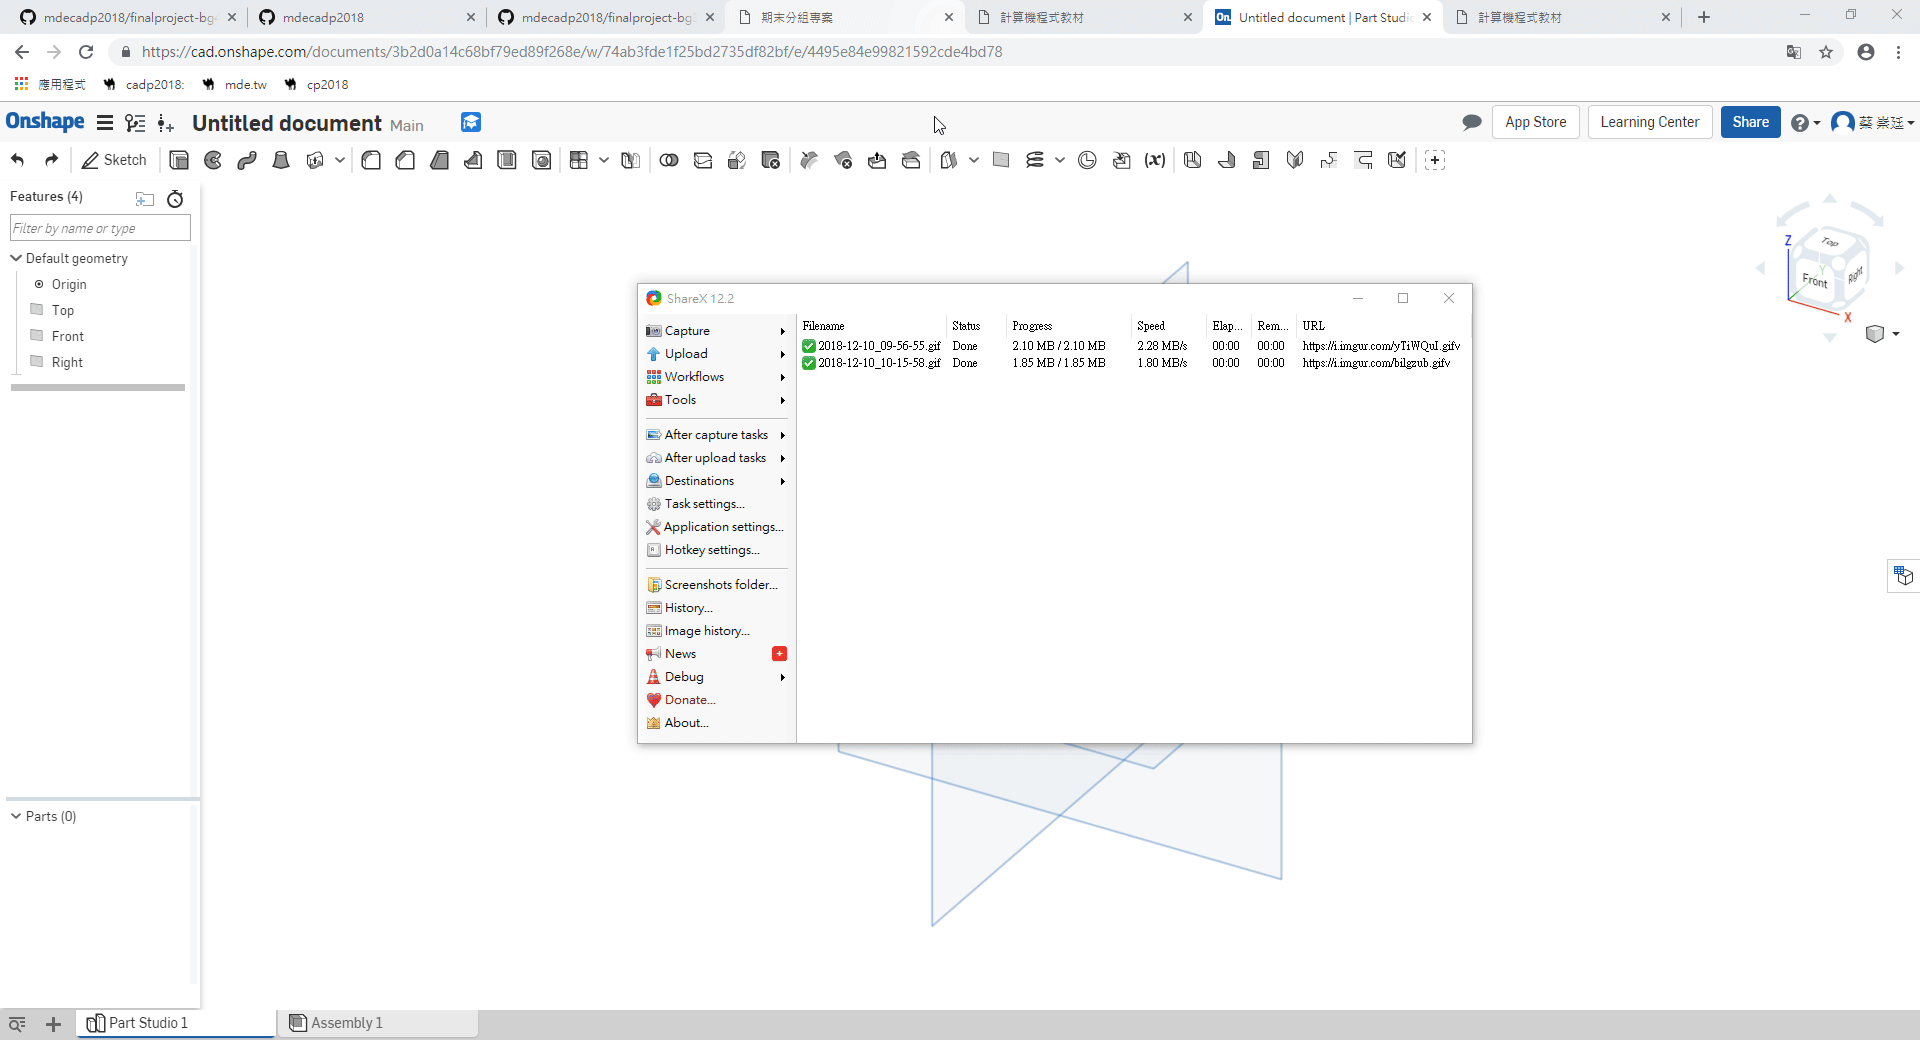 mdecadp2018/finalproject-bg4
mdecadp2018
mdecadp2018/finalproject-bg
期末分組專案
計算機程式教材
On.
Untitled document | Part Studio
計算機程式教材
https://cad.onshape.com/documents/3b2d0a14c68bf79ed89f268e/w/74ab3fde1f25bd2735df82bf/e/4495e84e99821592cde4bd78
應用程式
cadp2018:
mde.tw
cp2018
Onshape
Untitled document Main
App Store
Learning Center
Share
蔡 崇廷
Sketch
(x)
Features (4)
Filter by name or type
Default geometry
Origin
Top
Front
Right
Parts (0)
Z
Top
Y
Front
Right
X
ShareX 12.2
Capture
Upload
Workflows
Tools
After capture tasks
After upload tasks
Destinations
Task settings...
Application settings...
Hotkey settings...
Screenshots folder...
History...
Image history...
News
Debug
Donate...
About...
Filename Status Progress Speed Elap... Rem... URL
2018-12-10_09-56-55.gif Done 2.10 MB / 2.10 MB 2.28 MB/s 00:00 00:00 https://i.imgur.com/yTiWQuI.gifv
2018-12-10_10-15-58.gif Done 1.85 MB / 1.85 MB 1.80 MB/s 00:00 00:00 https://i.imgur.com/bilgzub.gifv
Part Studio 1
Assembly 1